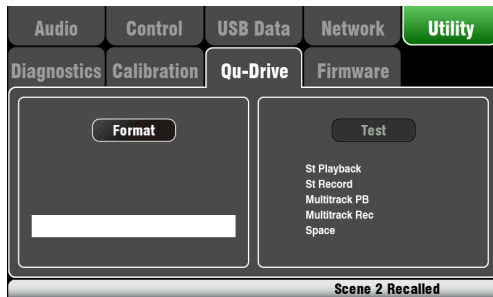 Audio Control USB Data Network Utility
Diagnostics Calibration Qu-Drive Firmware
Format
Test
St Playback
St Record
Multitrack PB
Multitrack Rec
Space
Scene 2 Recalled